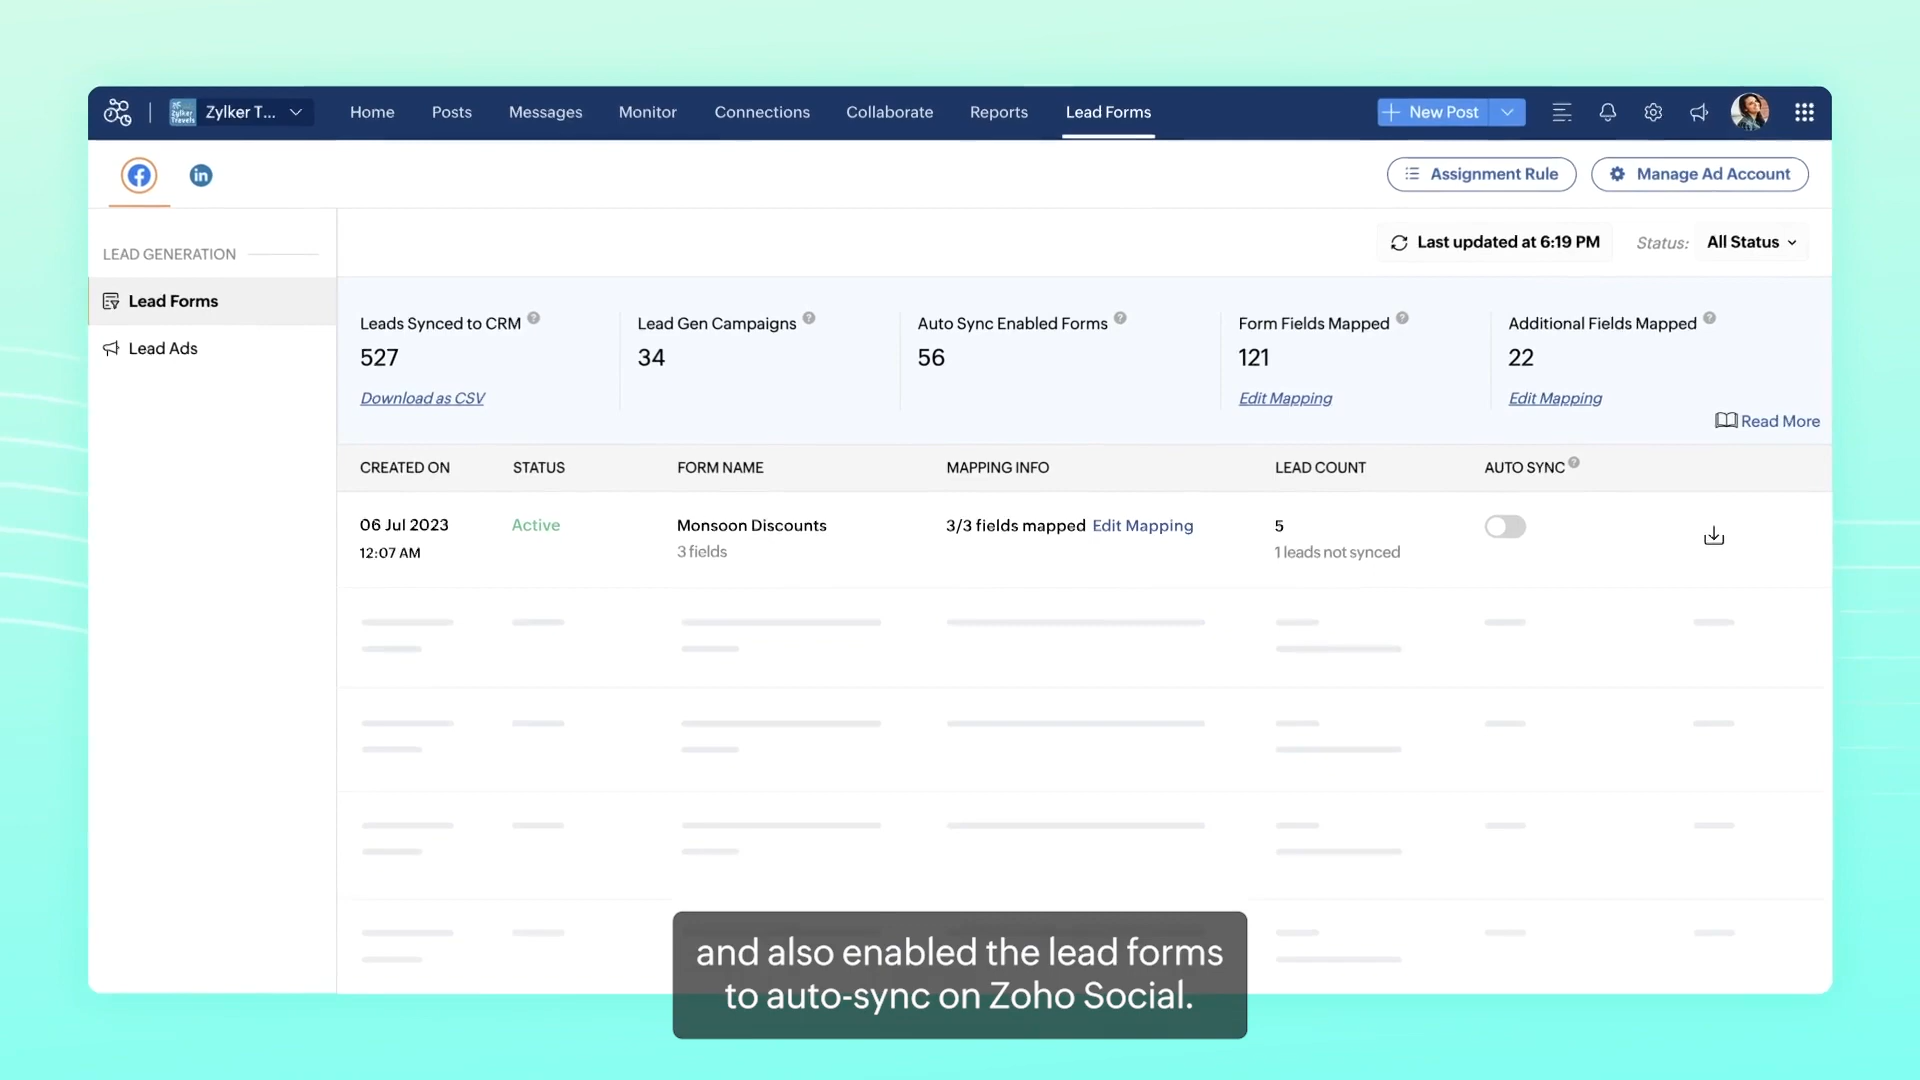 Zylker T...
Home
Posts
Messages
Monitor
Connections
Collaborate
Reports
Lead Forms
New Post
Assignment Rule
Manage Ad Account
LEAD GENERATION
Lead Forms
Lead Ads
Last updated at 6:19 PM
Status: All Status
Leads Synced to CRM
527
Download as CSV
Lead Gen Campaigns
34
Auto Sync Enabled Forms
56
Form Fields Mapped
121
Edit Mapping
Additional Fields Mapped
22
Edit Mapping
Read More
CREATED ON
STATUS
FORM NAME
MAPPING INFO
LEAD COUNT
AUTO SYNC
06 Jul 2023
12:07 AM
Active
Monsoon Discounts
3 fields
3/3 fields mapped Edit Mapping
5
1 leads not synced
and also enabled the lead forms
to auto-sync on Zoho Social.